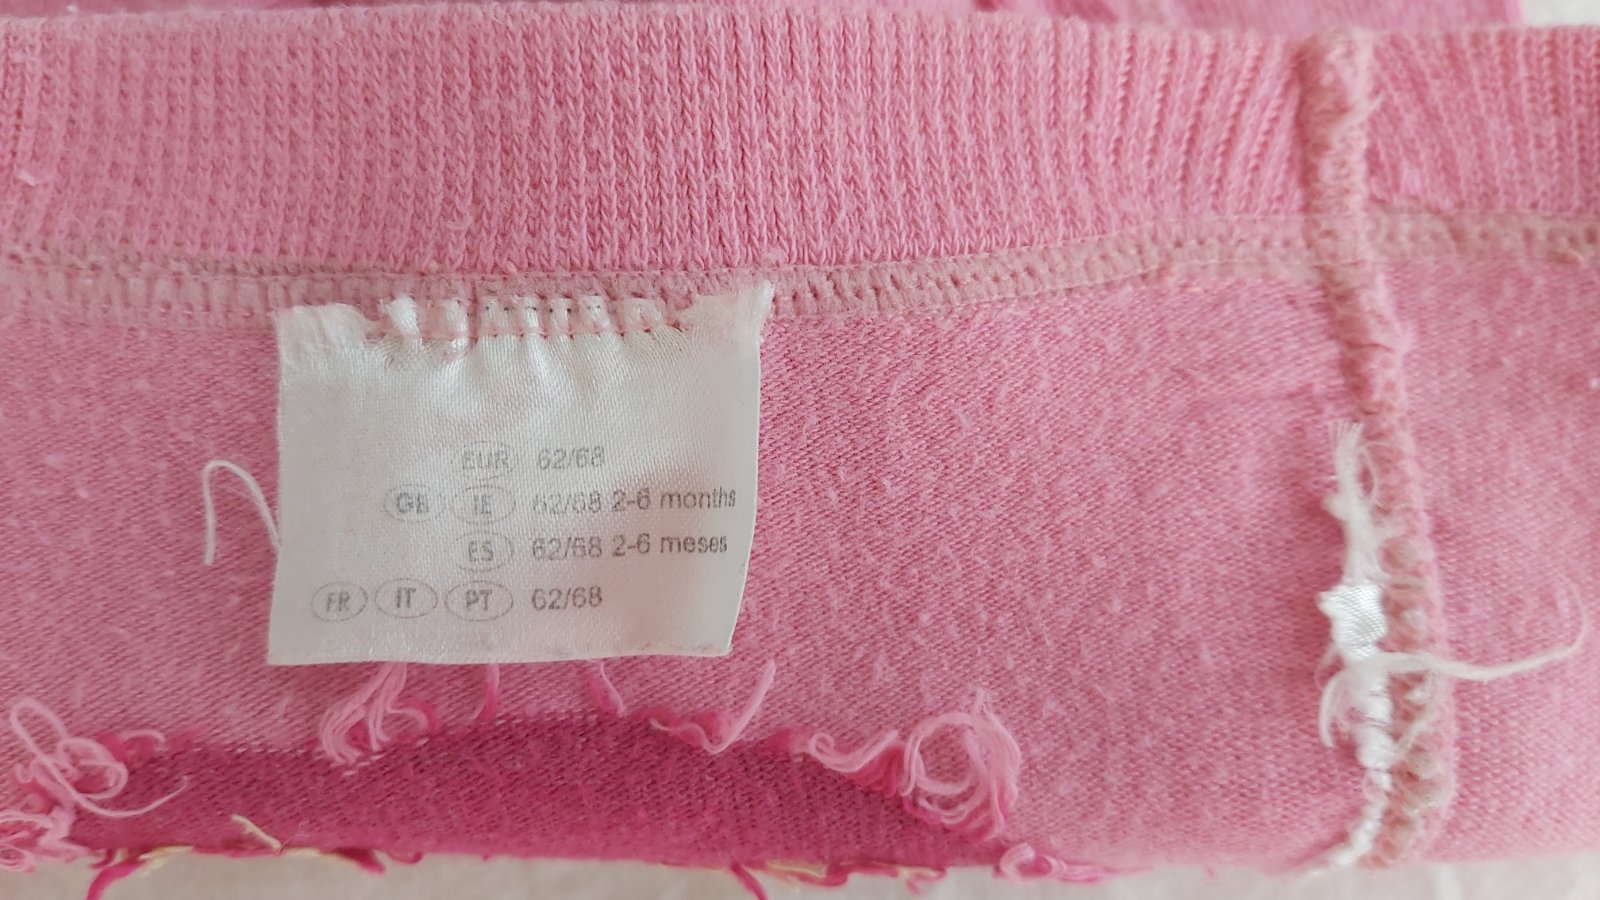 EUR 62/68
GB IE 62/68 2-6 months
ES 62/68 2-6 meses
FR IT PT 62/68